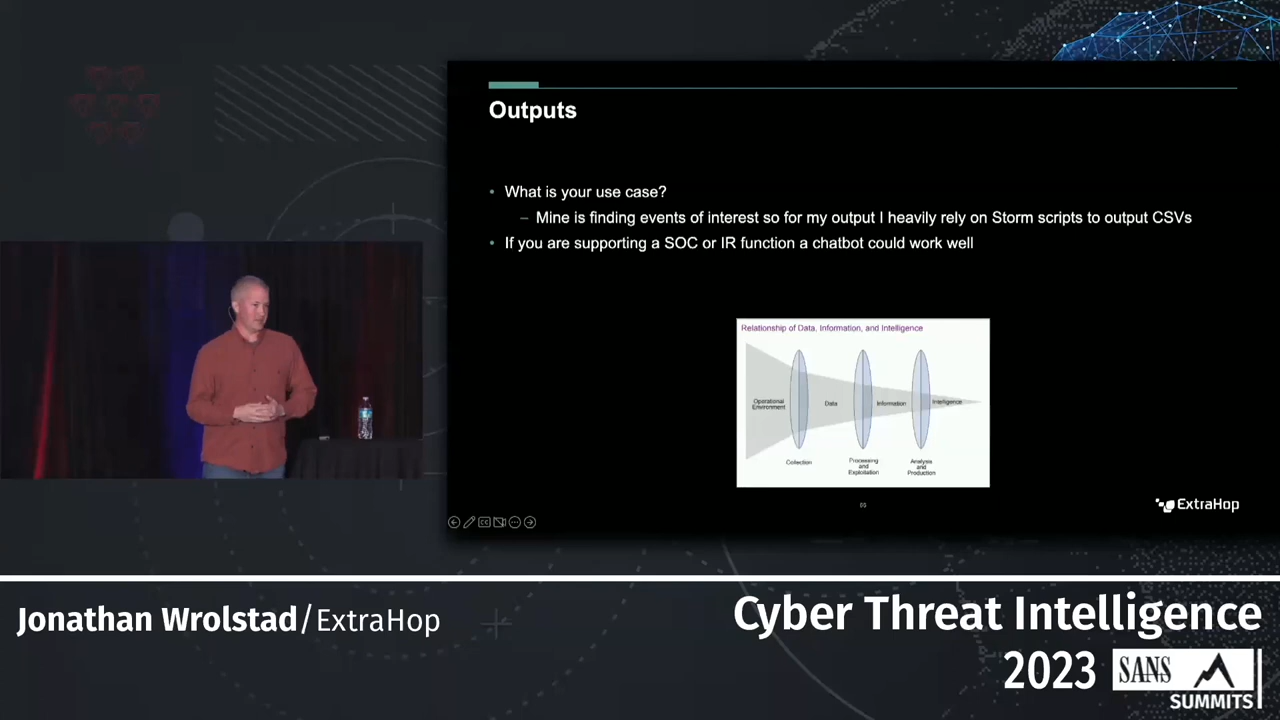 Outputs
• What is your use case?
– Mine is finding events of interest so for my output I heavily rely on Storm scripts to output CSVs
• If you are supporting a SOC or IR function a chatbot could work well
Relationship of Data, Information, and Intelligence
Operational
Environment
Data
Information
Intelligence
Collection
Processing
and
Exploitation
Analysis
and
Production
ExtraHop
Jonathan Wrolstad/ExtraHop
Cyber Threat Intelligence
2023
SANS
SUMMITS